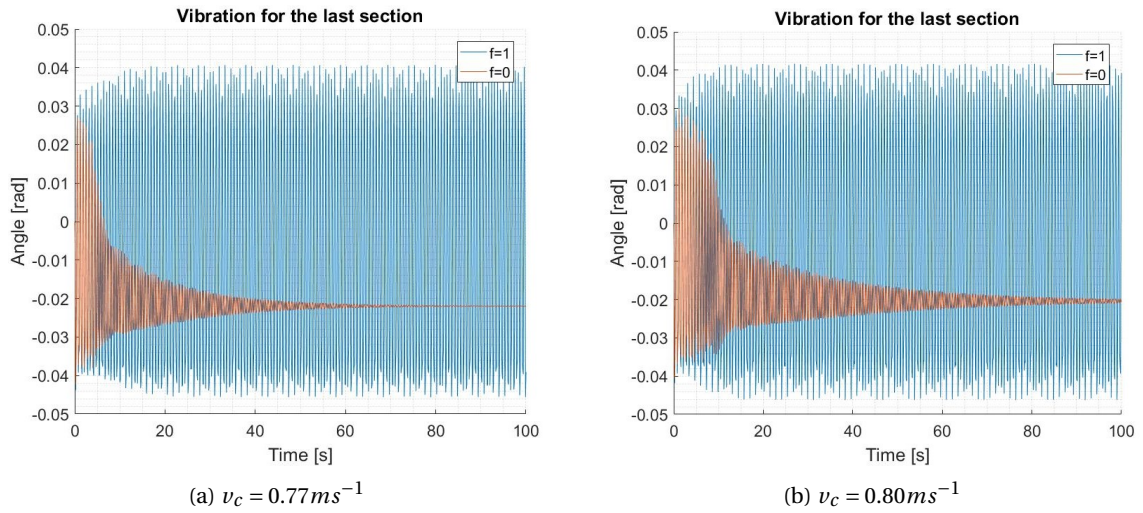 Vibration for the last section
f=1
f=0
0.05
0.04
0.03
0.02
0.01
0
-0.01
-0.02
-0.03
-0.04
-0.05
Angle [rad]
0 20 40 60 80 100
Time [s]
(a) v_c = 0.77ms⁻¹
Vibration for the last section
f=1
f=0
0.05
0.04
0.03
0.02
0.01
0
-0.01
-0.02
-0.03
-0.04
-0.05
Angle [rad]
0 20 40 60 80 100
Time [s]
(b) v_c = 0.80ms⁻¹